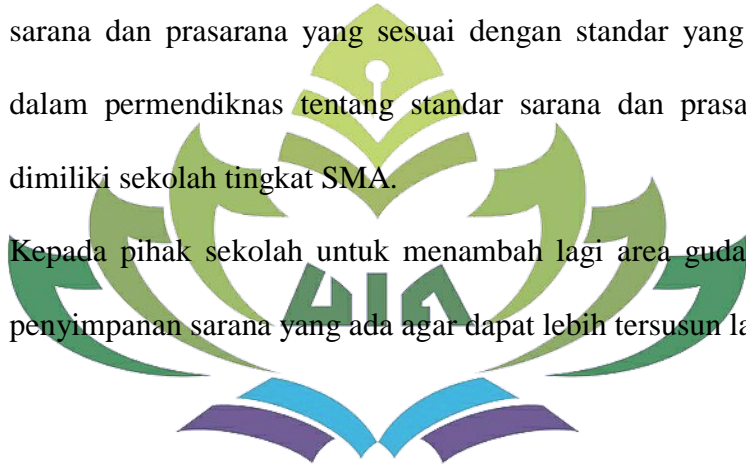 sarana dan prasarana yang sesuai dengan standar yang
dalam permendiknas tentang standar sarana dan prasa
dimiliki sekolah tingkat SMA.
Kepada pihak sekolah untuk menambah lagi area guda
UIN
penyimpanan sarana yang ada agar dapat lebih tersusun la